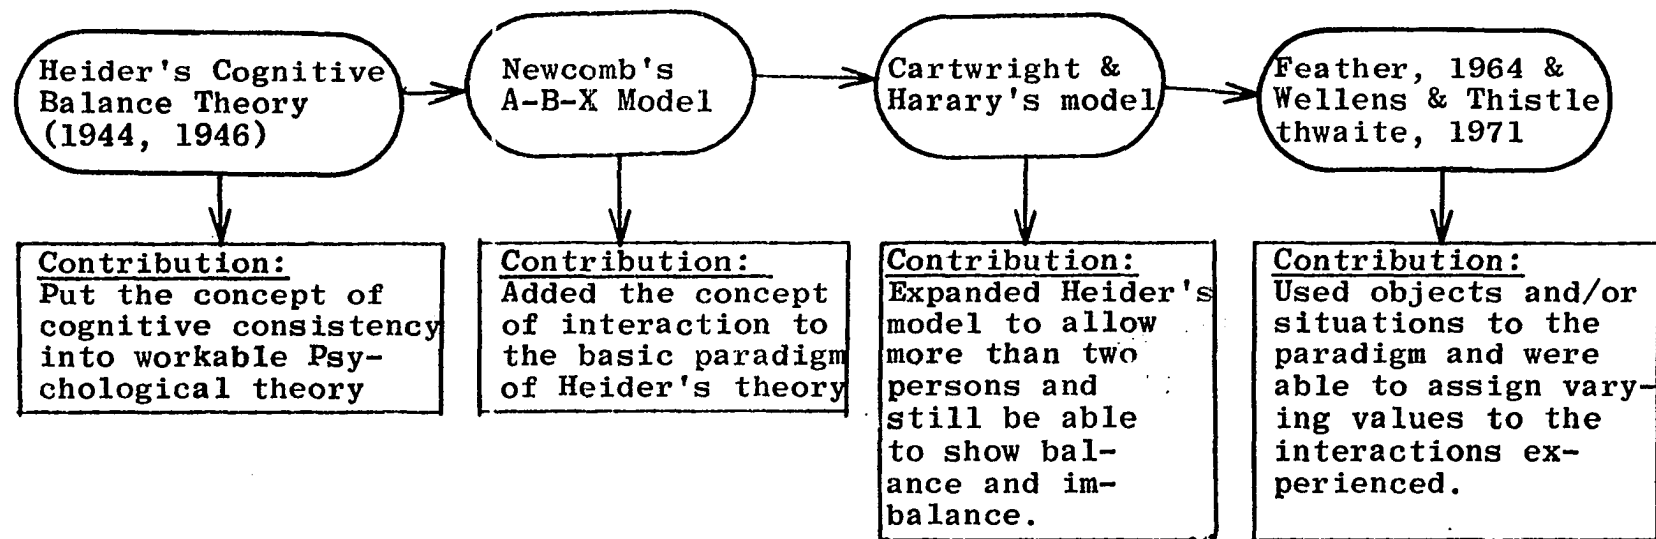 Heider's Cognitive
Balance Theory
(1944, 1946)
Newcomb's
A-B-X Model
Cartwright &
Harary's model
Feather, 1964 &
Wellens & Thistle
thwaite, 1971
Contribution:
Put the concept of
cognitive consistency
into workable Psy-
chological theory
Contribution:
Added the concept
of interaction to
the basic paradigm
of Heider's theory
Contribution:
Expanded Heider's
model to allow
more than two
persons and
still be able
to show bal-
ance and im-
balance.
Contribution:
Used objects and/or
situations to the
paradigm and were
able to assign vary-
ing values to the
interactions ex-
perienced.